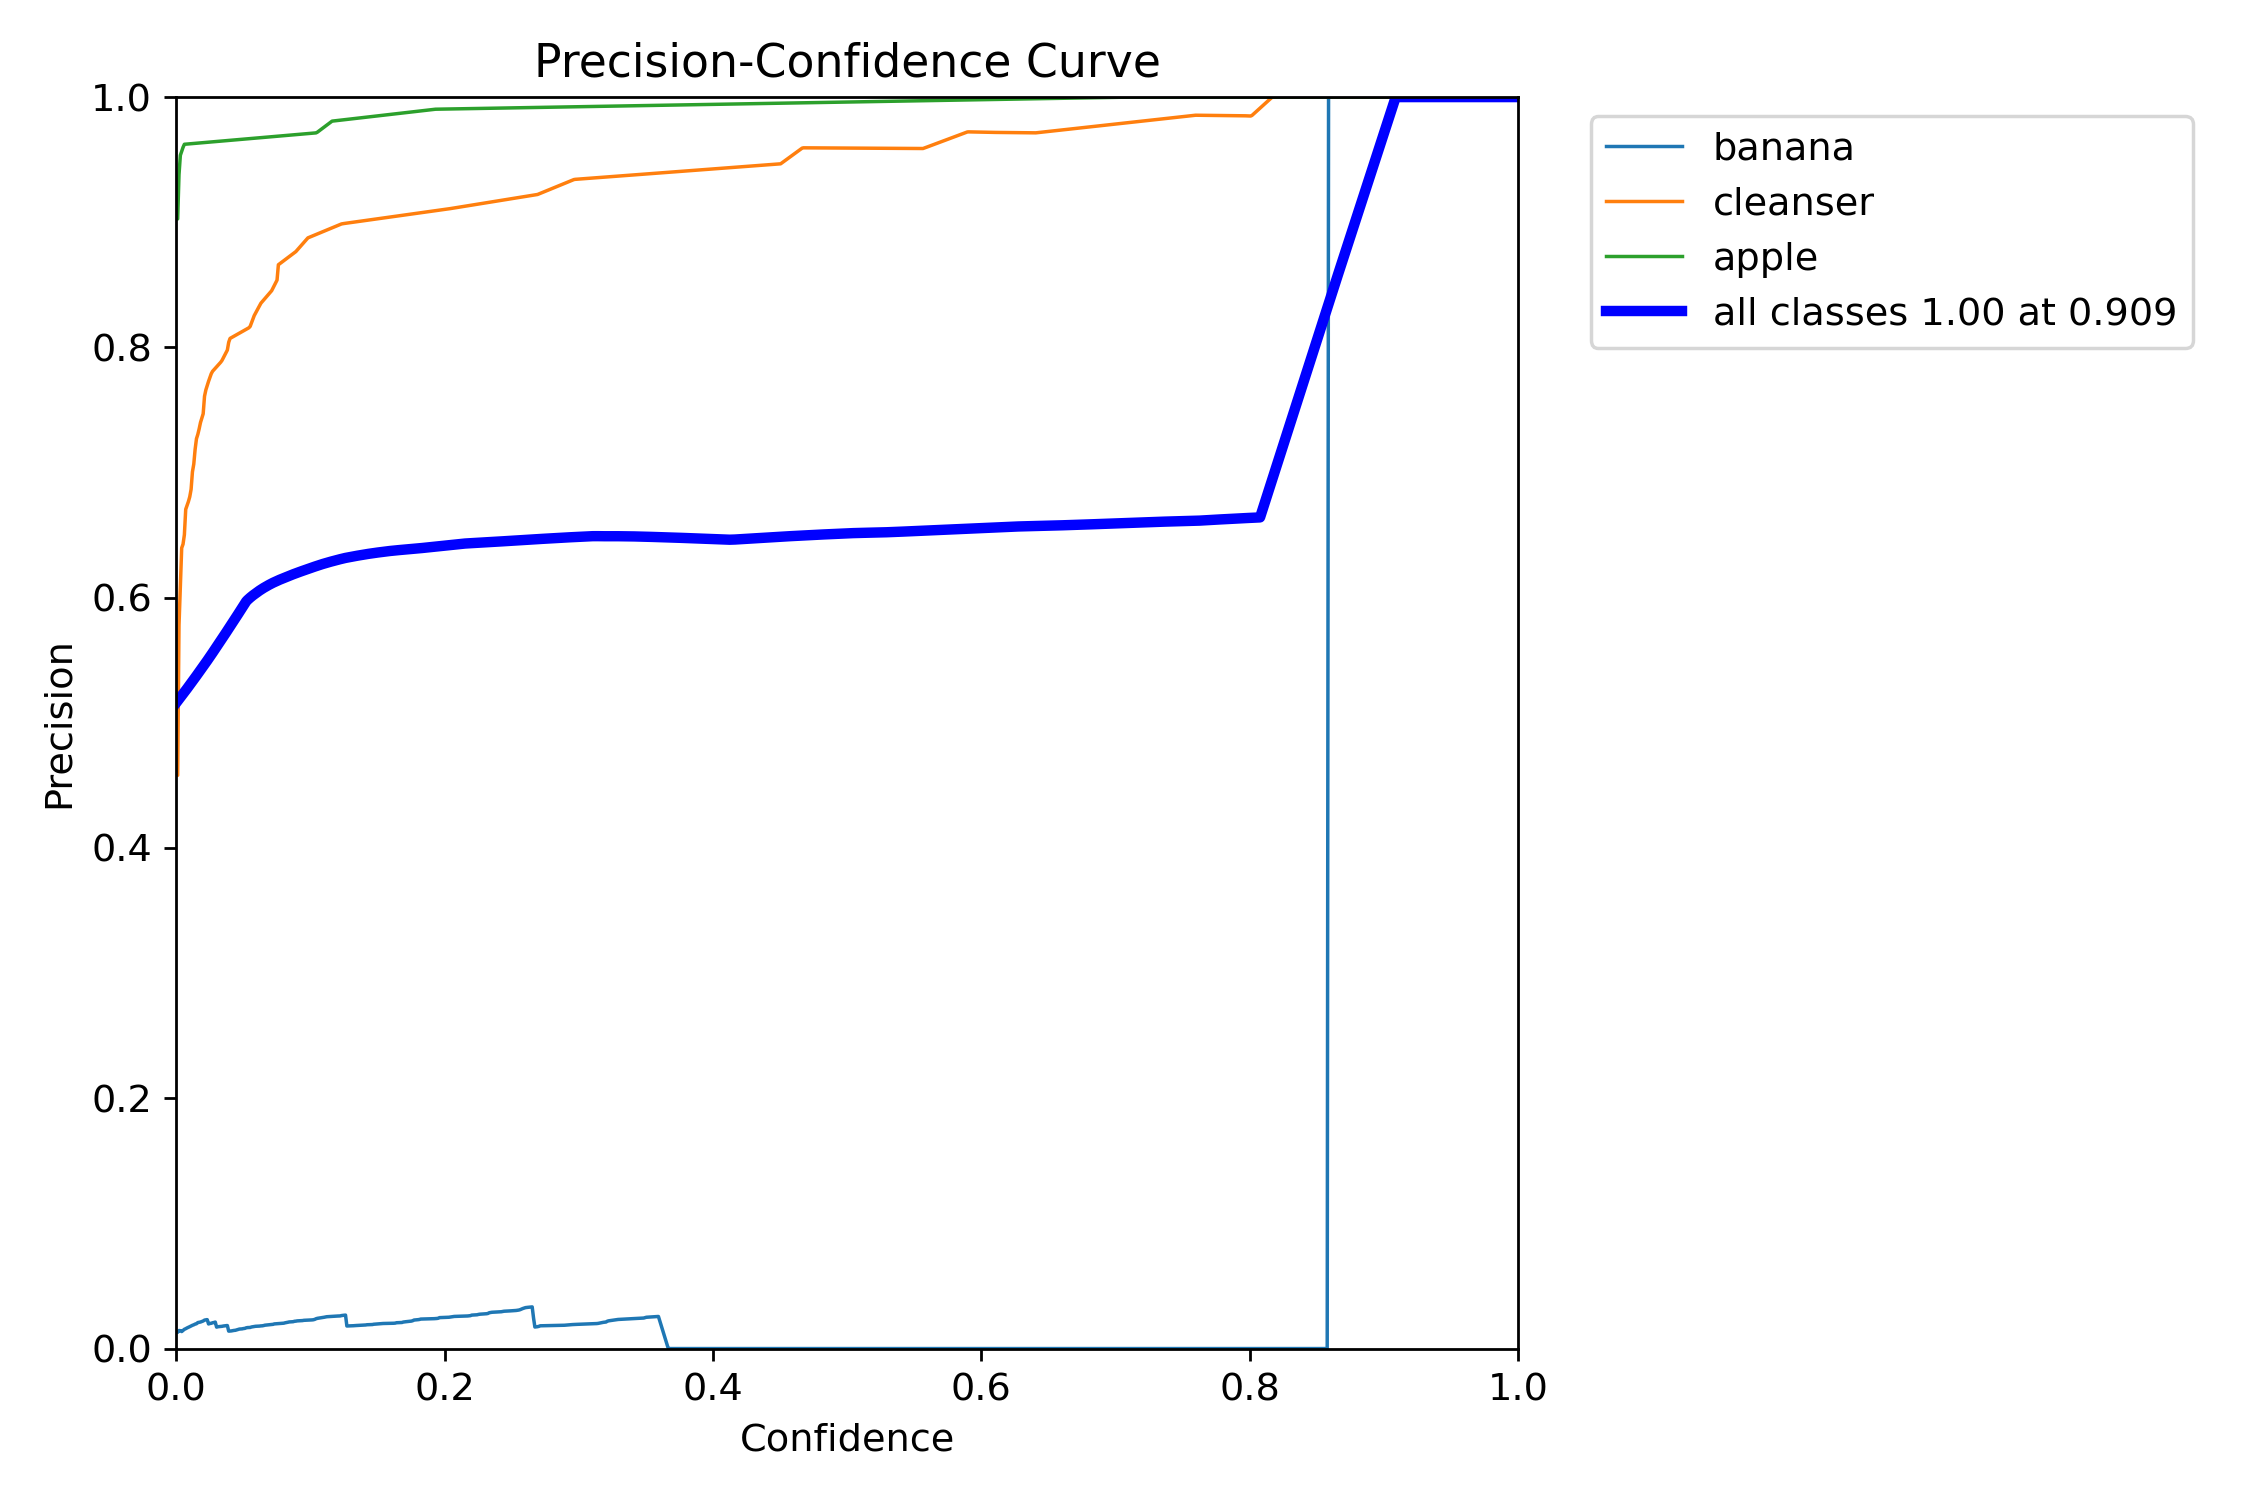 Precision-Confidence Curve
1.0
0.8
0.6
0.4
0.2
0.0
Precision
0.0 0.2 0.4 0.6 0.8 1.0
Confidence
banana
cleanser
apple
all classes 1.00 at 0.909